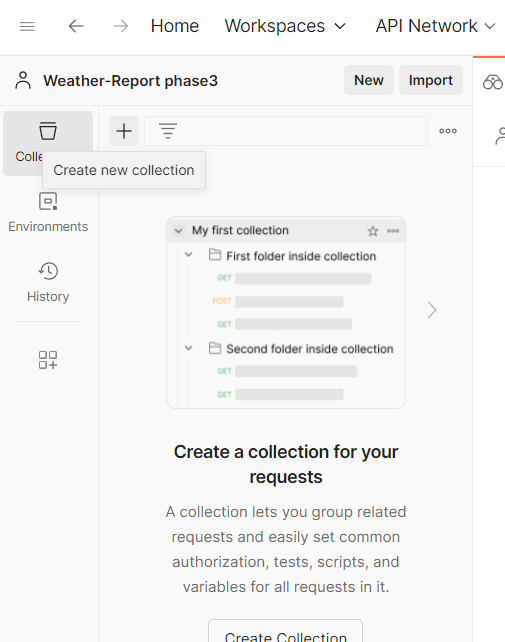 Home Workspaces API Network
Weather-Report phase3 New Import
Create new collection
Environments
History
My first collection
First folder inside collection
GET
POST
GET
Second folder inside collection
GET
GET
Create a collection for your
requests
A collection lets you group related
requests and easily set common
authorization, tests, scripts, and
variables for all requests in it.
Create Collection